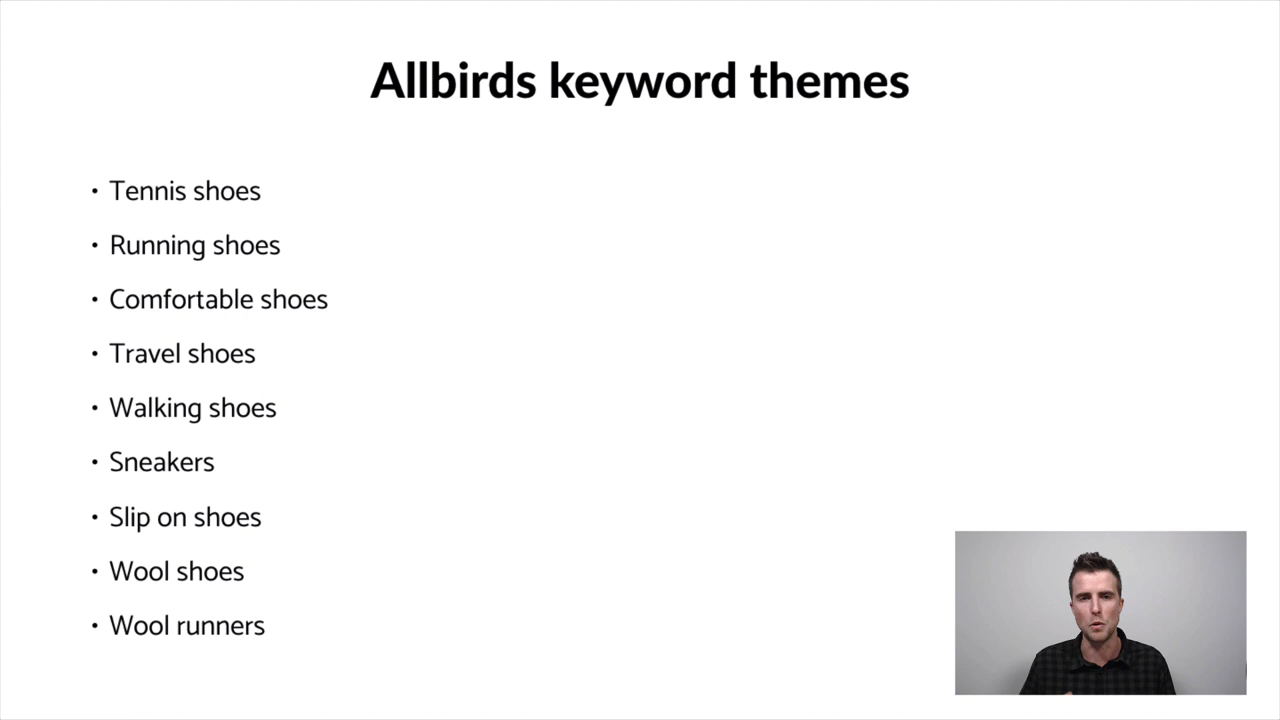 Allbirds keyword themes
• Tennis shoes
• Running shoes
• Comfortable shoes
• Travel shoes
• Walking shoes
• Sneakers
• Slip on shoes
• Wool shoes
• Wool runners